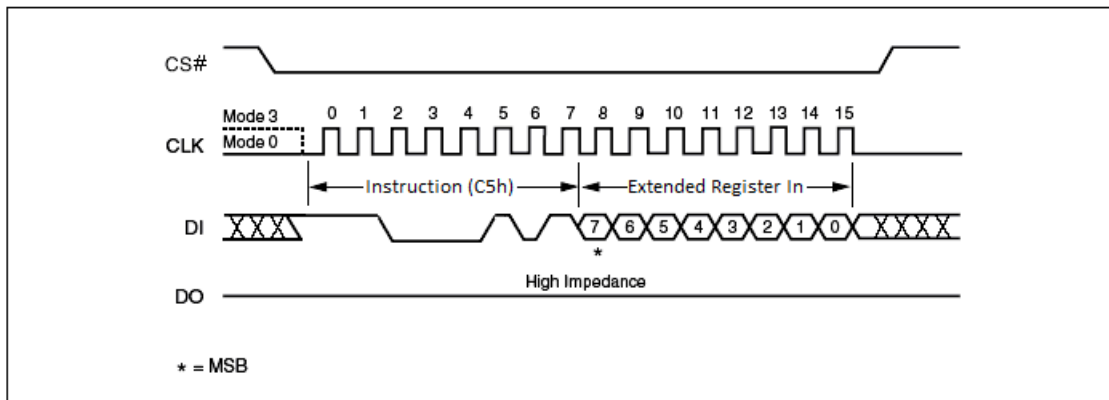 CS#
Mode 3
0 1 2 3 4 5 6 7 8 9 10 11 12 13 14 15
CLK
Mode 0
Instruction (C5h)
Extended Register In
DI
7 6 5 4 3 2 1 0
*
High Impedance
DO
* = MSB